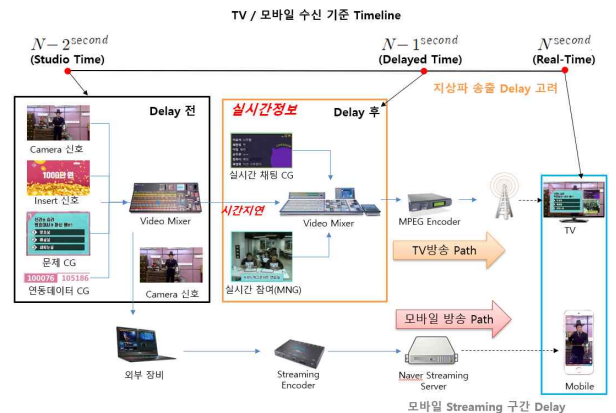 TV / 모바일 수신 기준 Timeline
N-2 second
(Studio Time)
N-1 second
(Delayed Time)
N second
(Real-Time)
지상파 송출 Delay 고려
Delay 전
Camera 신호
1000만 원
Insert 신호
문제 CG
100076 105186
연동데이터 CG
Video Mixer
Camera 신호
시간지연
실시간정보
Delay 후
실시간 채팅 CG
Video Mixer
실시간 참여(MNG)
MPEG Encoder
TV
TV방송 Path
모바일 방송 Path
외부 장비
Streaming
Encoder
Naver Streaming
Server
Mobile
모바일 Streaming 구간 Delay